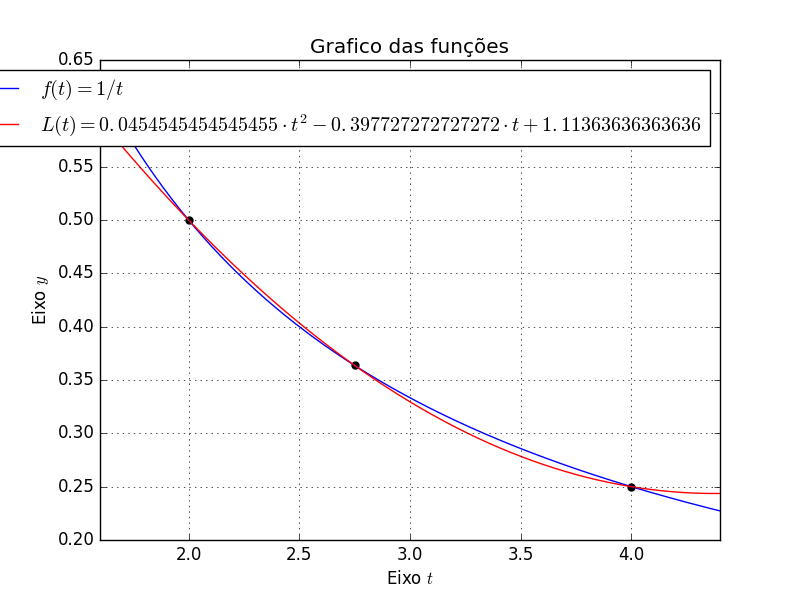 Grafico das funções
f(t) = 1/t
L(t) = 0.0454545454545455 · t² − 0.397727272727272 · t + 1.11363636363636
0.65
0.55
0.50
0.45
0.40
0.35
0.30
0.25
0.20
Eixo y
2.0 2.5 3.0 3.5 4.0
Eixo t